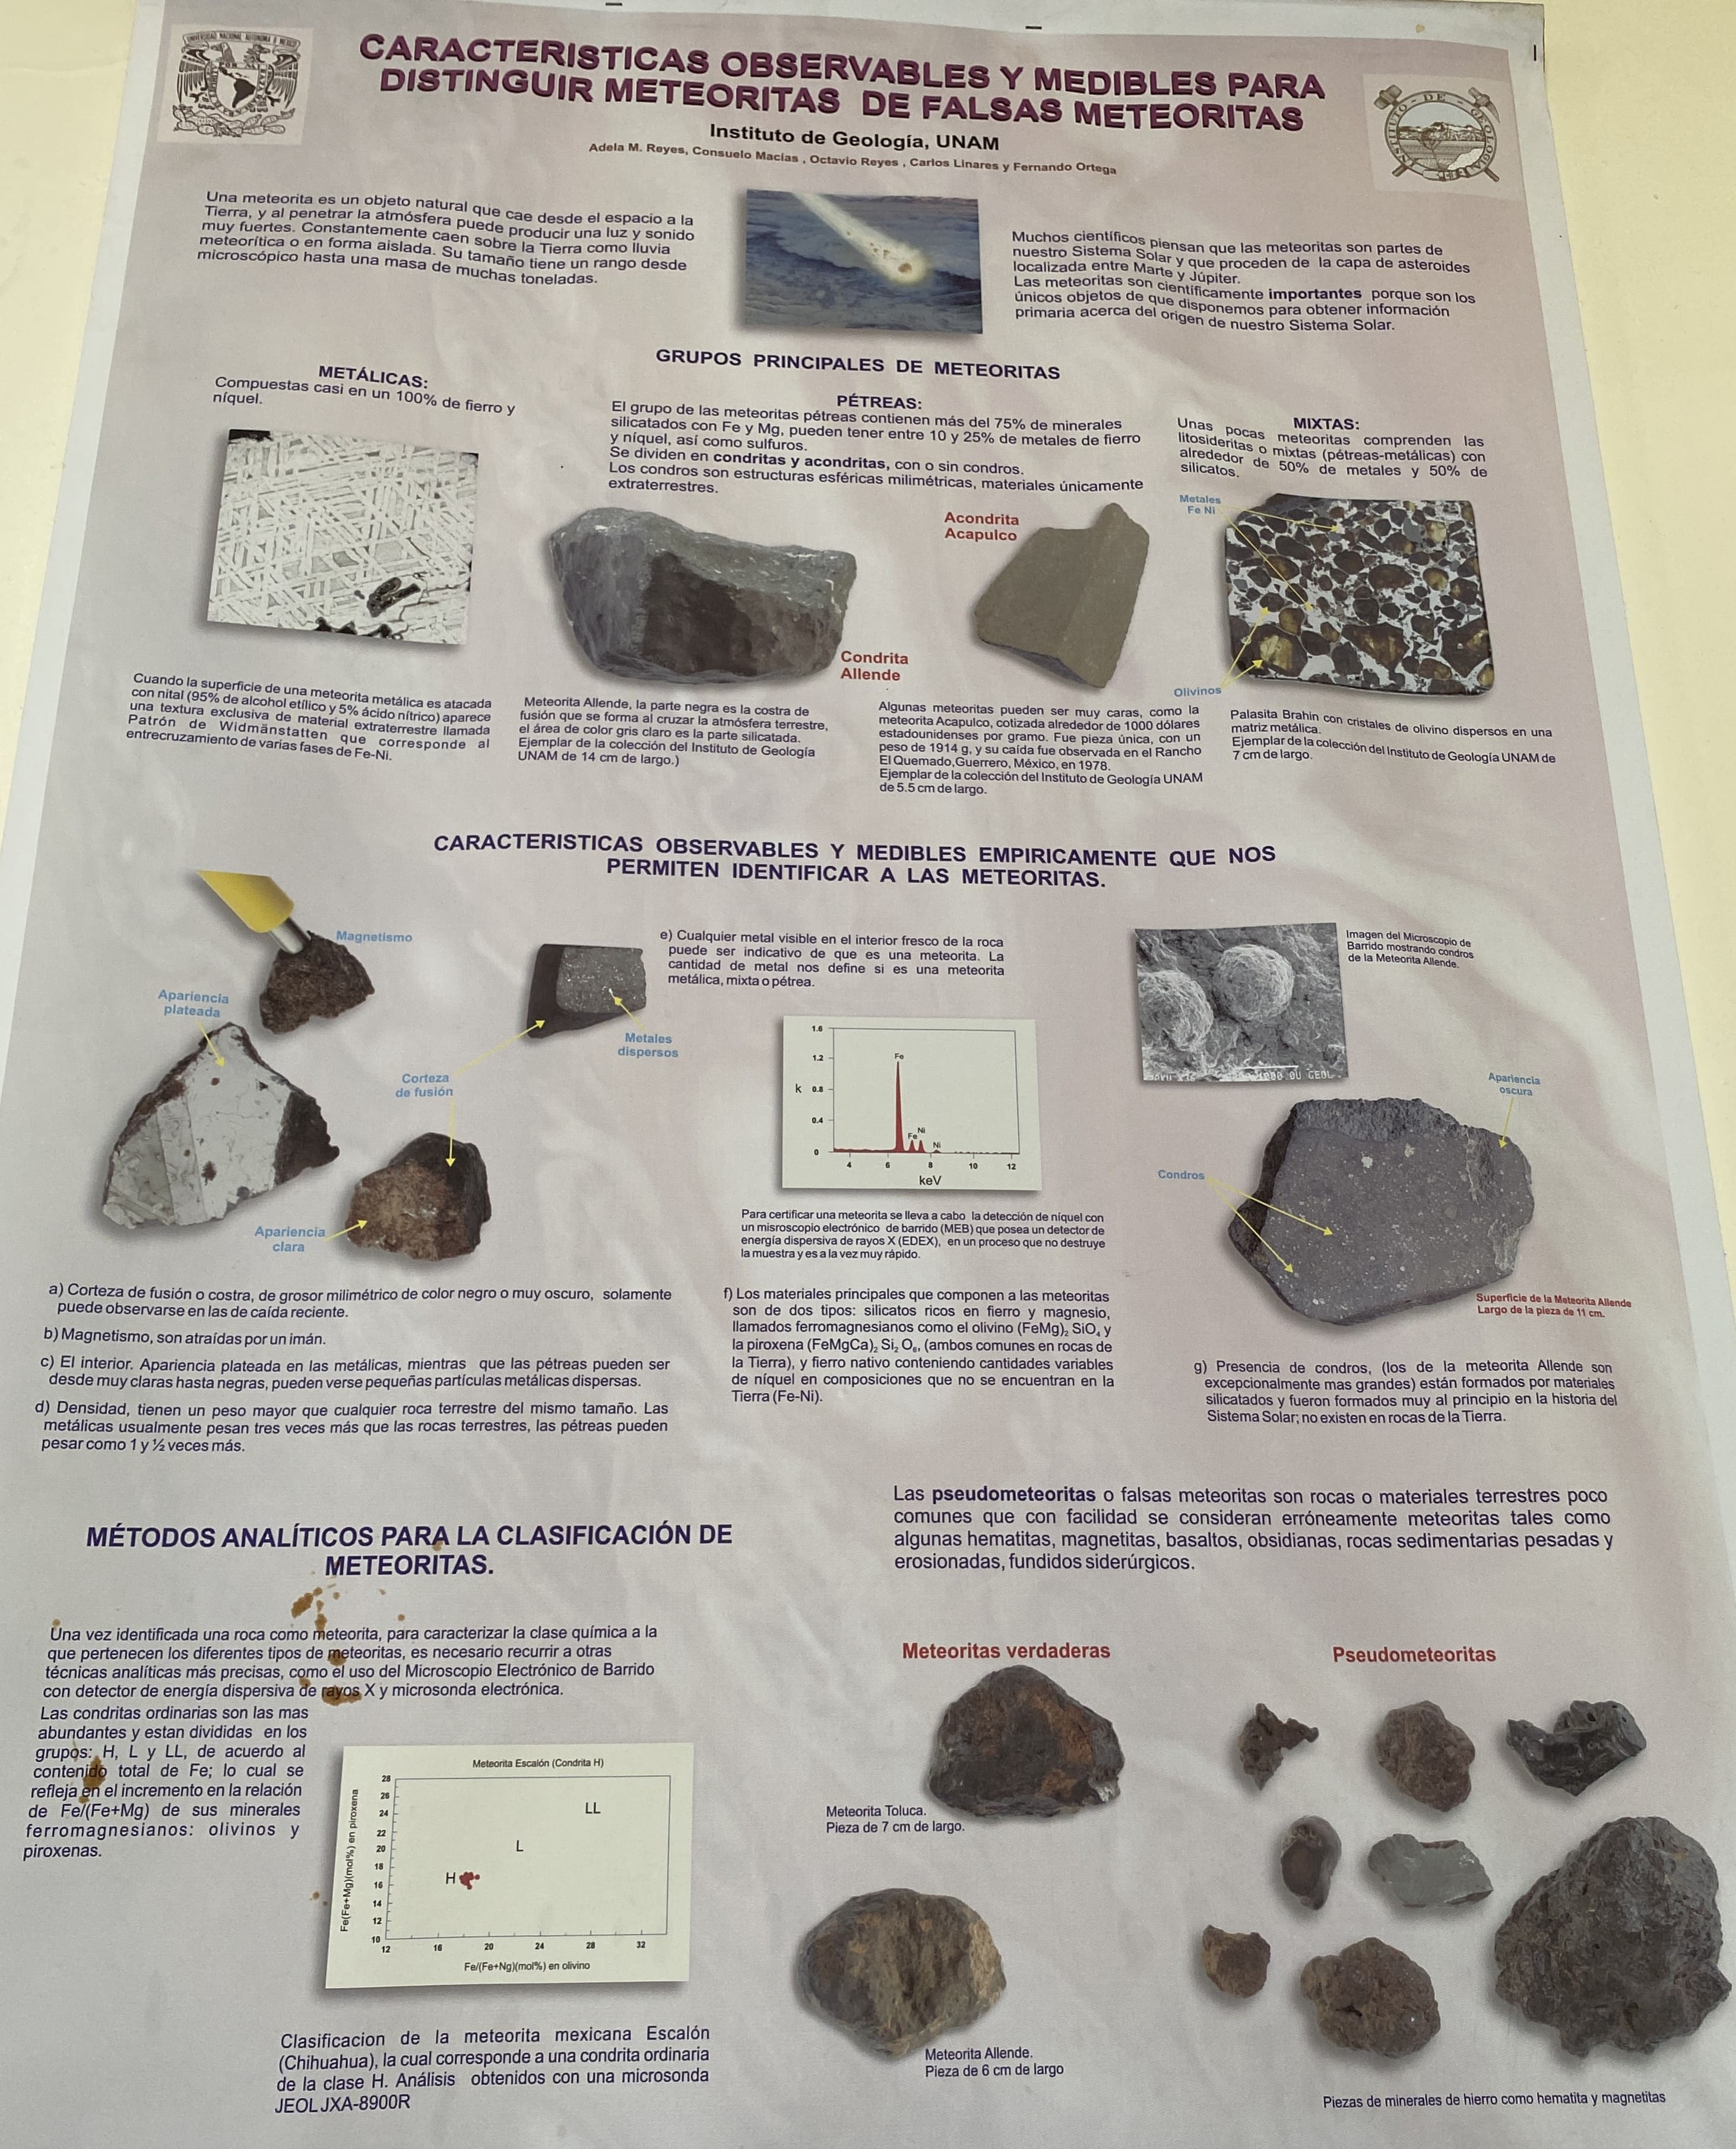 CARACTERISTICAS OBSERVABLES Y MEDIBLES PARA
DISTINGUIR METEORITAS DE FALSAS METEORITAS
Instituto de Geología, UNAM
Adela M. Reyes, Consuelo Macías , Octavio Reyes , Carlos Linares y Fernando Ortega
Una meteorita es un objeto natural que cae desde el espacio a la
Tierra, y al penetrar la atmósfera puede producir una luz y sonido
muy fuertes. Constantemente caen sobre la Tierra como lluvia
meteorítica o en forma aislada. Su tamaño tiene un rango desde
microscópico hasta una masa de muchas toneladas.
Muchos científicos piensan que las meteoritas son partes de
nuestro Sistema Solar y que proceden de la capa de asteroides
localizada entre Marte y Júpiter.
Las meteoritas son científicamente importantes porque son los
únicos objetos de que disponemos para obtener información
primaria acerca del origen de nuestro Sistema Solar.
GRUPOS PRINCIPALES DE METEORITAS
METÁLICAS:
Compuestas casi en un 100% de fierro y
níquel.
PÉTREAS:
El grupo de las meteoritas pétreas contienen más del 75% de minerales
silicatados con Fe y Mg, pueden tener entre 10 y 25% de metales de fierro
y níquel, así como sulfuros.
Se dividen en condritas y acondritas, con o sin condros.
Los condros son estructuras esféricas milimétricas, materiales únicamente
extraterrestres.
MIXTAS:
Unas pocas meteoritas comprenden las
litosideritas o mixtas (pétreas-metálicas) con
alrededor de 50% de metales y 50% de
silicatos.
Metales
Fe Ni
Acondrita
Acapulco
Condrita
Allende
Olivinos
Cuando la superficie de una meteorita metálica es atacada
con nital (95% de alcohol etílico y 5% ácido nítrico) aparece
una textura exclusiva de material extraterrestre llamada
Patrón de Widmänstatten que corresponde al
entrecruzamiento de varias fases de Fe-Ni.
Meteorita Allende, la parte negra es la costra de
fusión que se forma al cruzar la atmósfera terrestre,
el área de color gris claro es la parte silicatada.
Ejemplar de la colección del Instituto de Geología
UNAM de 14 cm de largo.)
Algunas meteoritas pueden ser muy caras, como la
meteorita Acapulco, cotizada alrededor de 1000 dólares
estadounidenses por gramo. Fue pieza única, con un
peso de 1914 g, y su caída fue observada en el Rancho
El Quemado,Guerrero, México, en 1978.
Ejemplar de la colección del Instituto de Geología UNAM
de 5.5 cm de largo.
Palasita Brahin con cristales de olivino dispersos en una
matriz metálica.
Ejemplar de la colección del Instituto de Geología UNAM de
7 cm de largo.
CARACTERISTICAS OBSERVABLES Y MEDIBLES EMPIRICAMENTE QUE NOS
PERMITEN IDENTIFICAR A LAS METEORITAS.
Magnetismo
Apariencia
plateada
Corteza
de fusión
Apariencia
clara
Metales
dispersos
e) Cualquier metal visible en el interior fresco de la roca
puede ser indicativo de que es una meteorita. La
cantidad de metal nos define si es una meteorita
metálica, mixta o pétrea.
1.6
1.2
k 0.8
0.4
0
Fe
Fe
Ni
Ni
4 6 8 10 12
keV
Para certificar una meteorita se lleva a cabo la detección de níquel con
un misroscopio electrónico de barrido (MEB) que posea un detector de
energía dispersiva de rayos X (EDEX), en un proceso que no destruye
la muestra y es a la vez muy rápido.
Imagen del Microscopio de
Barrido mostrando condros
de la Meteorita Allende.
Apariencia
oscura
Condros
Superficie de la Meteorita Allende
Largo de la pieza de 11 cm.
a) Corteza de fusión o costra, de grosor milimétrico de color negro o muy oscuro, solamente
puede observarse en las de caída reciente.
b) Magnetismo, son atraídas por un imán.
c) El interior. Apariencia plateada en las metálicas, mientras que las pétreas pueden ser
desde muy claras hasta negras, pueden verse pequeñas partículas metálicas dispersas.
d) Densidad, tienen un peso mayor que cualquier roca terrestre del mismo tamaño. Las
metálicas usualmente pesan tres veces más que las rocas terrestres, las pétreas pueden
pesar como 1 y ½ veces más.
f) Los materiales principales que componen a las meteoritas
son de dos tipos: silicatos ricos en fierro y magnesio,
llamados ferromagnesianos como el olivino (FeMg)₂ SiO₄ y
la piroxena (FeMgCa)₂ Si₂ O₆, (ambos comunes en rocas de
la Tierra), y fierro nativo conteniendo cantidades variables
de níquel en composiciones que no se encuentran en la
Tierra (Fe-Ni).
g) Presencia de condros, (los de la meteorita Allende son
excepcionalmente mas grandes) están formados por materiales
silicatados y fueron formados muy al principio en la historia del
Sistema Solar; no existen en rocas de la Tierra.
MÉTODOS ANALÍTICOS PARA LA CLASIFICACIÓN DE
METEORITAS.
Una vez identificada una roca como meteorita, para caracterizar la clase química a la
que pertenecen los diferentes tipos de meteoritas, es necesario recurrir a otras
técnicas analíticas más precisas, como el uso del Microscopio Electrónico de Barrido
con detector de energía dispersiva de rayos X y microsonda electrónica.
Las condritas ordinarias son las mas
abundantes y estan divididas en los
grupos: H, L y LL, de acuerdo al
contenido total de Fe; lo cual se
refleja en el incremento en la relación
de Fe/(Fe+Mg) de sus minerales
ferromagnesianos: olivinos y
piroxenas.
Meteorita Escalón (Condrita H)
Fe(Fe+Mg)(mol%) en piroxena
28
26
24
22
20
18
16
14
12
10
LL
L
H
12 16 20 24 28 32
Fe/(Fe+Ng)(mol%) en olivino
Clasificacion de la meteorita mexicana Escalón
(Chihuahua), la cual corresponde a una condrita ordinaria
de la clase H. Análisis obtenidos con una microsonda
JEOL JXA-8900R
Las pseudometeoritas o falsas meteoritas son rocas o materiales terrestres poco
comunes que con facilidad se consideran erróneamente meteoritas tales como
algunas hematitas, magnetitas, basaltos, obsidianas, rocas sedimentarias pesadas y
erosionadas, fundidos siderúrgicos.
Meteoritas verdaderas
Pseudometeoritas
Meteorita Toluca.
Pieza de 7 cm de largo.
Meteorita Allende.
Pieza de 6 cm de largo
Piezas de minerales de hierro como hematita y magnetitas